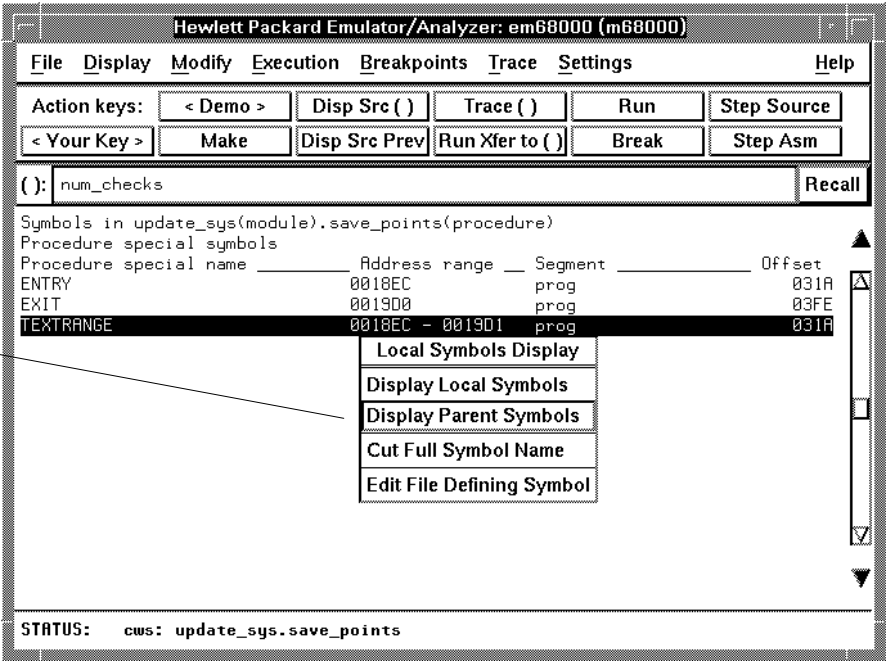 Hewlett Packard Emulator/Analyzer: em68000 (m68000)
File Display Modify Execution Breakpoints Trace Settings Help
Action keys: < Demo > Disp Src ( ) Trace ( ) Run Step Source
< Your Key > Make Disp Src Prev Run Xfer to ( ) Break Step Asm
( ): num_checks Recall
Symbols in update_sys(module).save_points(procedure)
Procedure special symbols
Procedure special name _________ Address range __ Segment _____________ Offset
ENTRY 0018EC prog 031A
EXIT 0019D0 prog 03FE
TEXTRANGE 0018EC - 0019D1 prog 031A
Local Symbols Display
Display Local Symbols
Display Parent Symbols
Cut Full Symbol Name
Edit File Defining Symbol
STATUS: cws: update_sys.save_points